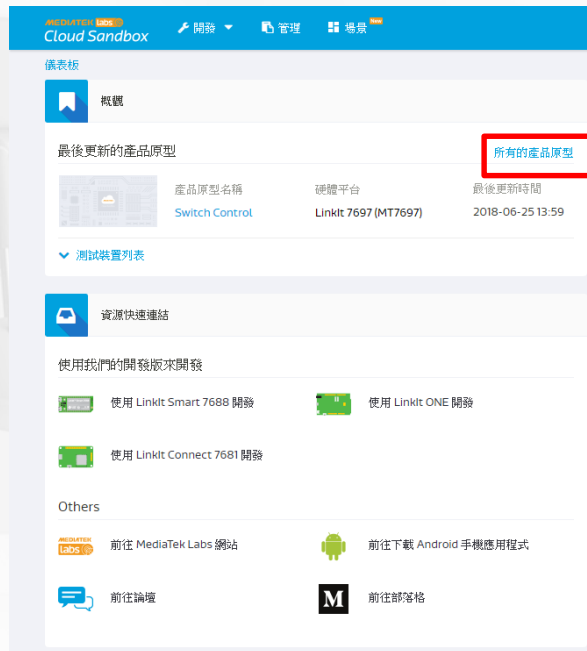 MEDIATEK labs
Cloud Sandbox
開發
管理
場景
New
儀表板
概觀
最後更新的產品原型
所有的產品原型
產品原型名稱
硬體平台
最後更新時間
Switch Control
LinkIt 7697 (MT7697)
2018-06-25 13:59
測試裝置列表
資源快速連結
使用我們的開發版來開發
使用 LinkIt Smart 7688 開發
使用 LinkIt ONE 開發
使用 LinkIt Connect 7681 開發
Others
MEDIATEK
labs
前往 MediaTek Labs 網站
前往下載 Android 手機應用程式
前往論壇
M
前往部落格